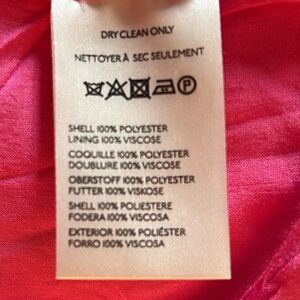 DRY CLEAN ONLY
NETTOYER À SEC SEULEMENT
P
SHELL 100% POLYESTER
LINING 100% VISCOSE
COQUILLE 100% POLYESTER
DOUBLURE 100% VISCOSE
OBERSTOFF 100% POLYESTER
FUTTER 100% VISKOSE
SHELL 100% POLIESTERE
FODERA 100% VISCOSA
EXTERIOR 100% POLIÉSTER
FORRO 100% VISCOSA